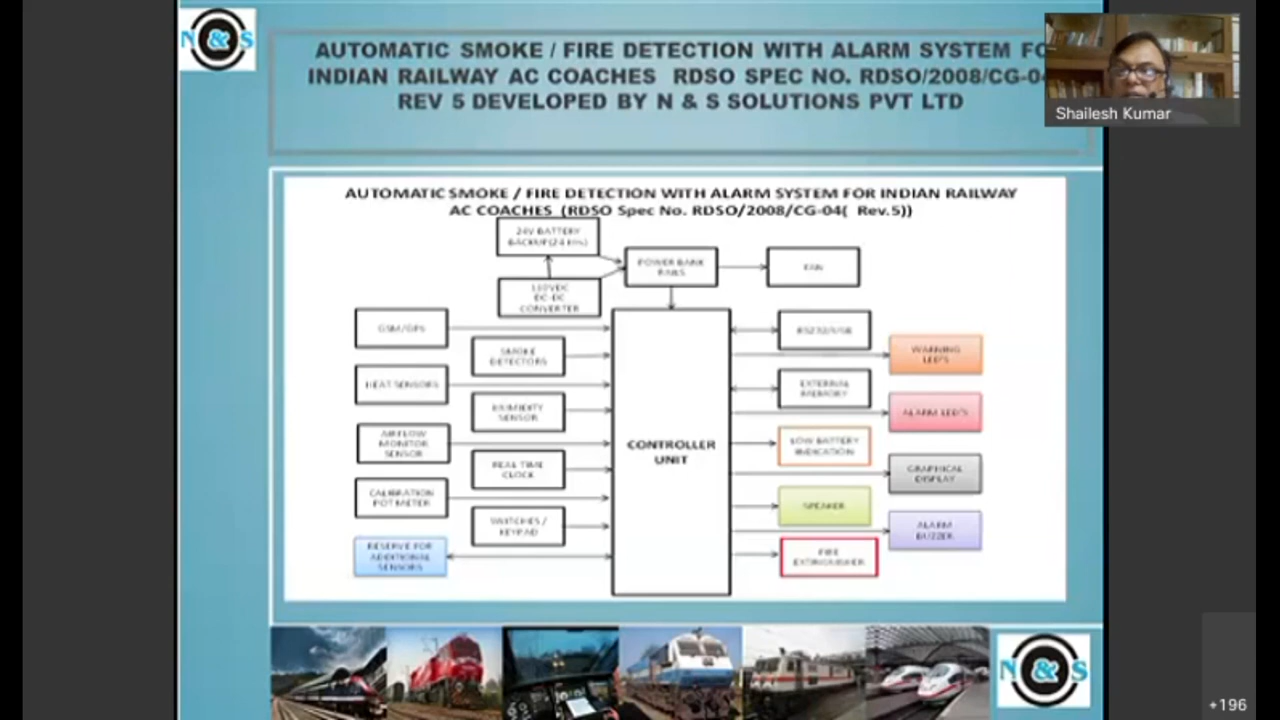 N & S
AUTOMATIC SMOKE / FIRE DETECTION WITH ALARM SYSTEM FO
INDIAN RAILWAY AC COACHES RDSO SPEC NO. RDSO/2008/CG-04
REV 5 DEVELOPED BY N & S SOLUTIONS PVT LTD
Shailesh Kumar
AUTOMATIC SMOKE / FIRE DETECTION WITH ALARM SYSTEM FOR INDIAN RAILWAY
AC COACHES (RDSO Spec No. RDSO/2008/CG-04( Rev.5))
24V BATTERY
BACKUP(24 Hrs)
POWER BANK
FAN
110VDC
DC-DC
CONVERTER
GSM/GPS
RS232/USB
SMOKE
DETECTORS
WARNING
LED'S
HEAT SENSORS
EXTERNAL
MEMORY
HUMIDITY
SENSOR
ALARM LED'S
AIRFLOW
MONITOR
SENSOR
CONTROLLER
UNIT
LOW BATTERY
INDICATION
REAL TIME
CLOCK
GRAPHICAL
DISPLAY
CALIBRATION
POT METER
SPEAKER
SWITCHES /
KEYPAD
ALARM
BUZZER
RESERVE FOR
ADDITIONAL
SENSORS
FIRE
EXTINGUISHER
N & S
+196